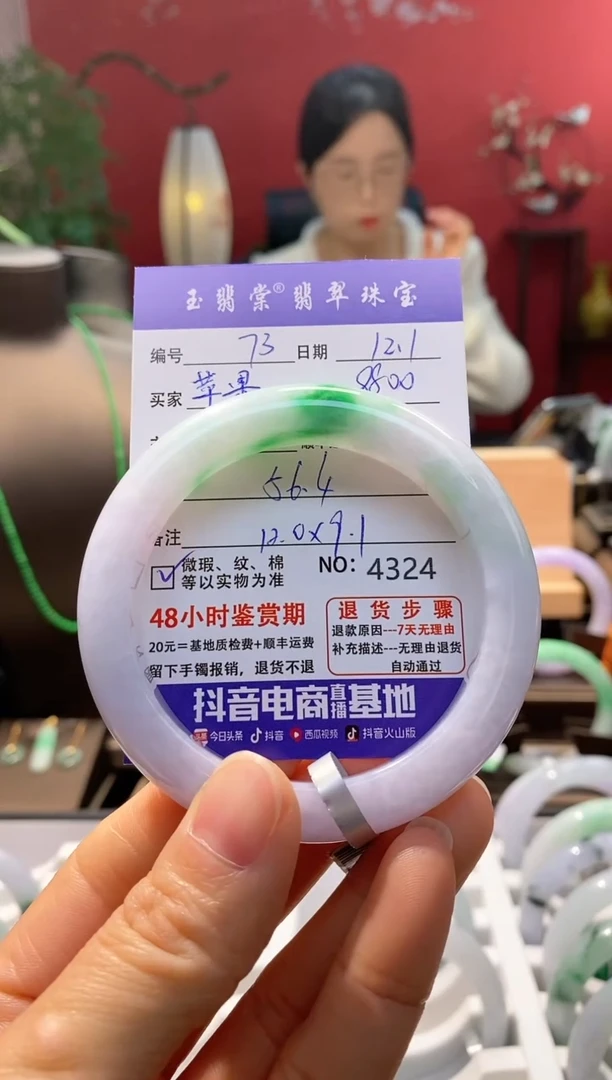 玉翡棠®翡翠珠宝
编号 73 日期 12.1
买家 苹果 8800
56.4
备注 12.0×9.1
✓ 微瑕、纹、棉
等以实物为准
NO: 4324
48小时鉴赏期
20元=基地质检费+顺丰运费
留下手镯报销，退货不退
退货步骤
退款原因---7天无理由
补充描述---无理由退货
自动通过
抖音电商直播基地
今日头条 抖音 西瓜视频 抖音火山版